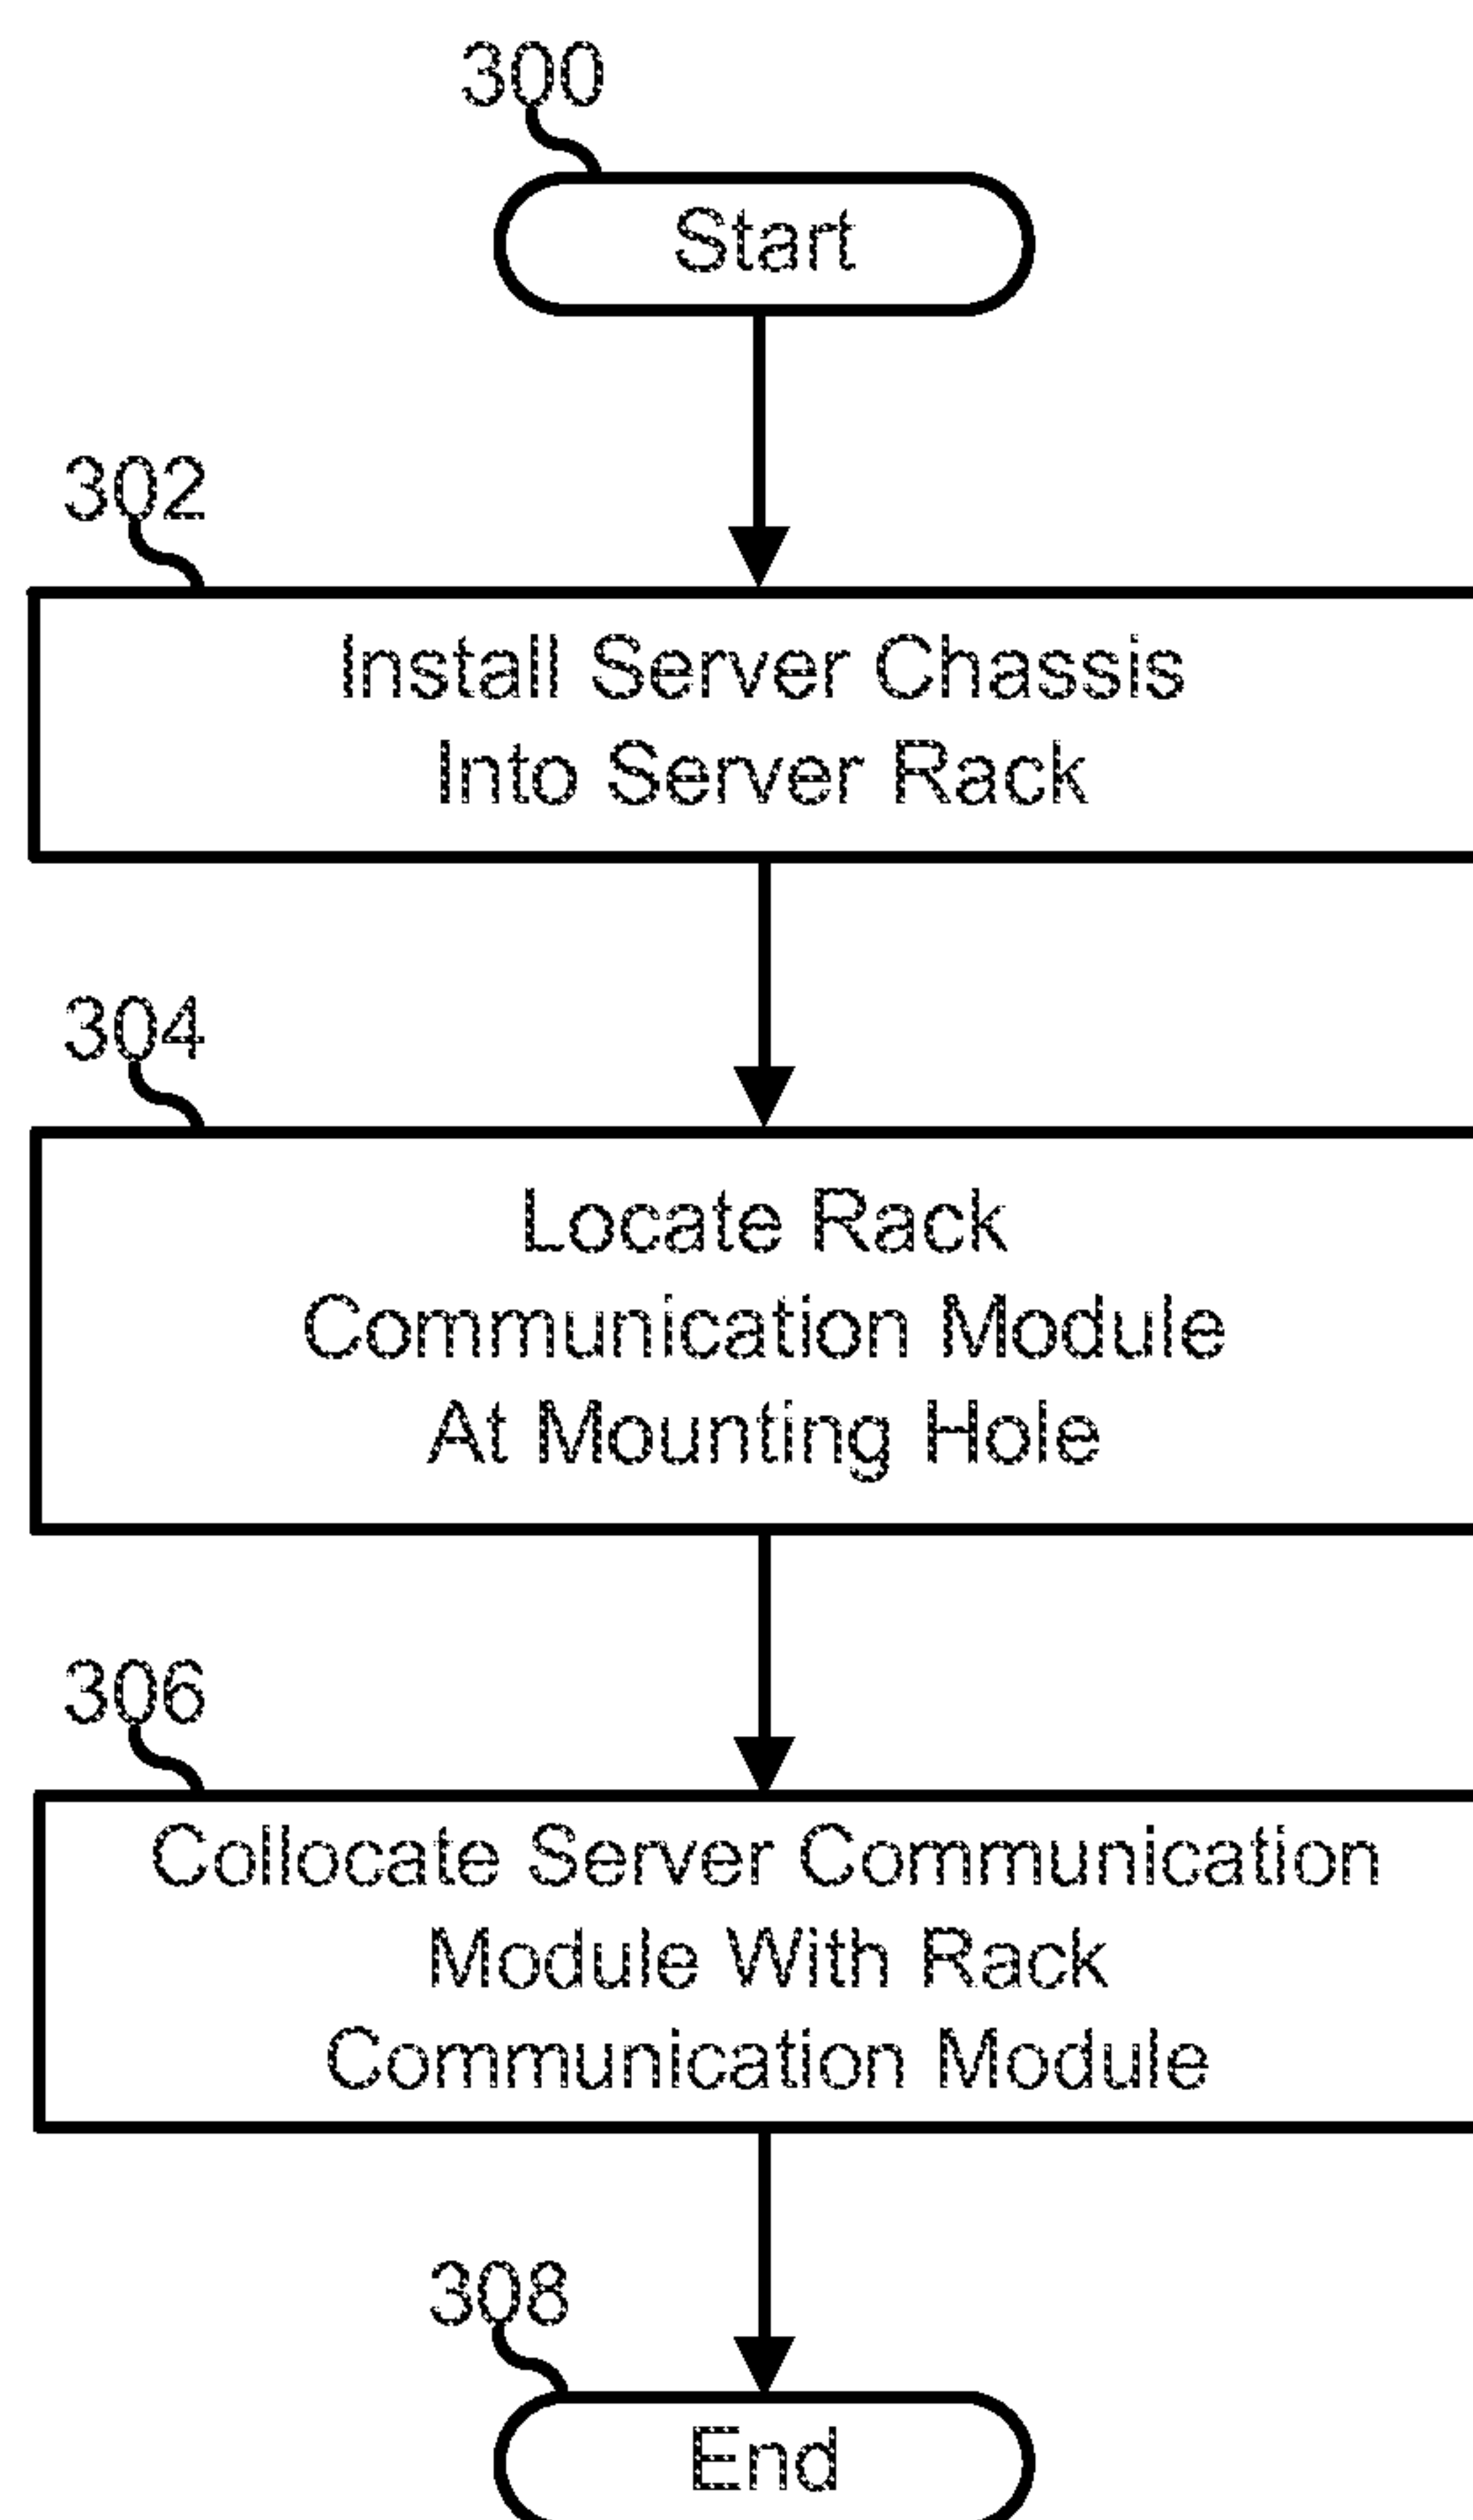 300
Start
302
Install Server Chassis
Into Server Rack
304
Locate Rack
Communication Module
At Mounting Hole
306
Collocate Server Communication
Module With Rack
Communication Module
308
End